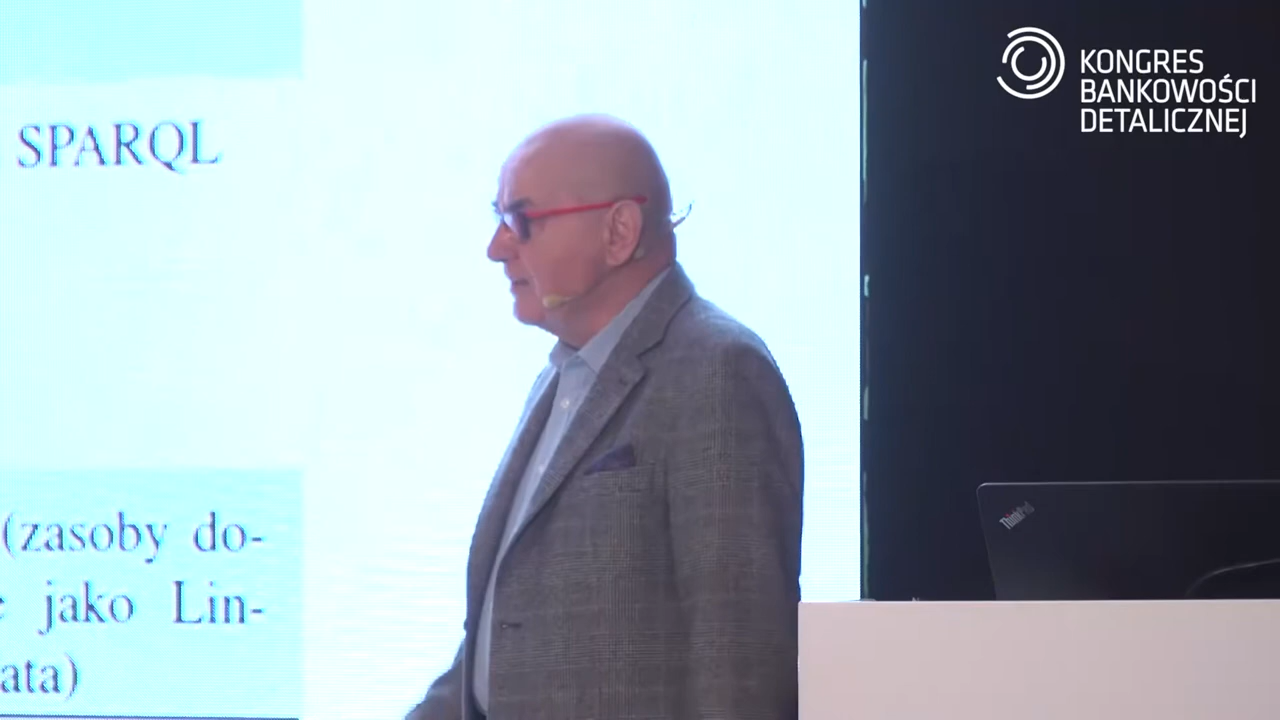 KONGRES
BANKOWOŚCI
DETALICZNEJ
SPARQL
(zasoby do-
jako Lin-
ata)
ThinkPad